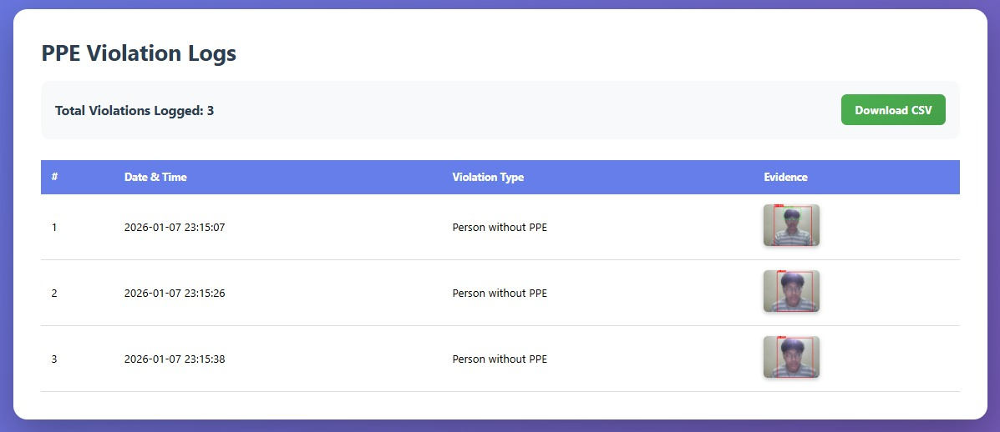 PPE Violation Logs
Total Violations Logged: 3
Download CSV
# Date & Time Violation Type Evidence
1 2026-01-07 23:15:07 Person without PPE
2 2026-01-07 23:15:26 Person without PPE
3 2026-01-07 23:15:38 Person without PPE